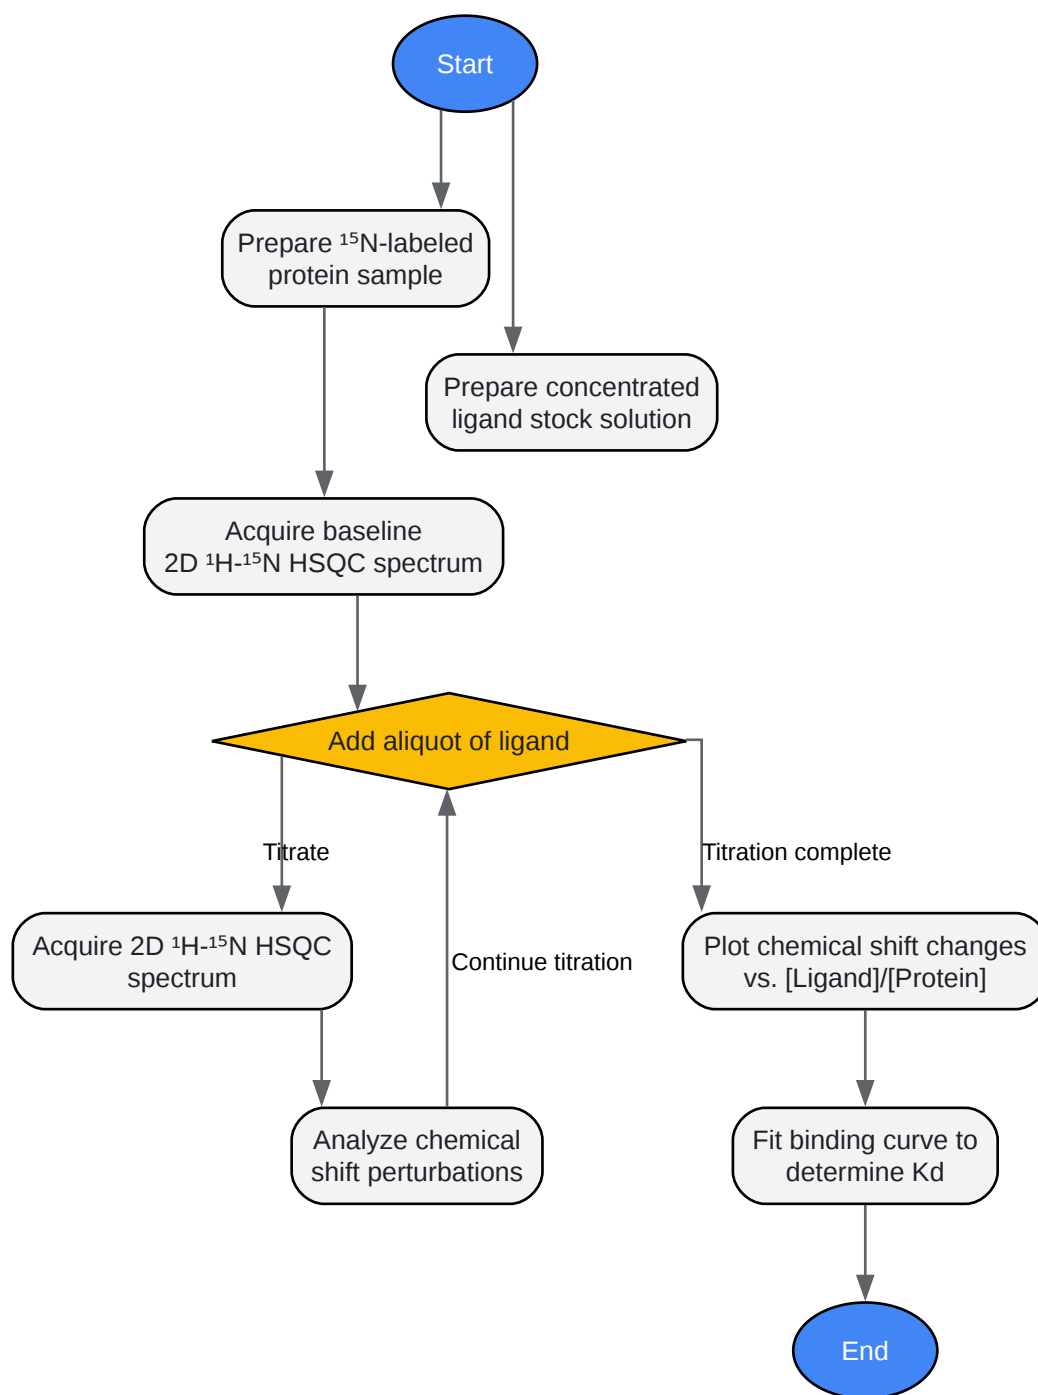 Start
Prepare ¹⁵N-labeled
protein sample
Prepare concentrated
ligand stock solution
Acquire baseline
2D ¹H-¹⁵N HSQC spectrum
Add aliquot of ligand
Titrate
Titration complete
Acquire 2D ¹H-¹⁵N HSQC
spectrum
Continue titration
Plot chemical shift changes
vs. [Ligand]/[Protein]
Analyze chemical
shift perturbations
Fit binding curve to
determine Kd
End